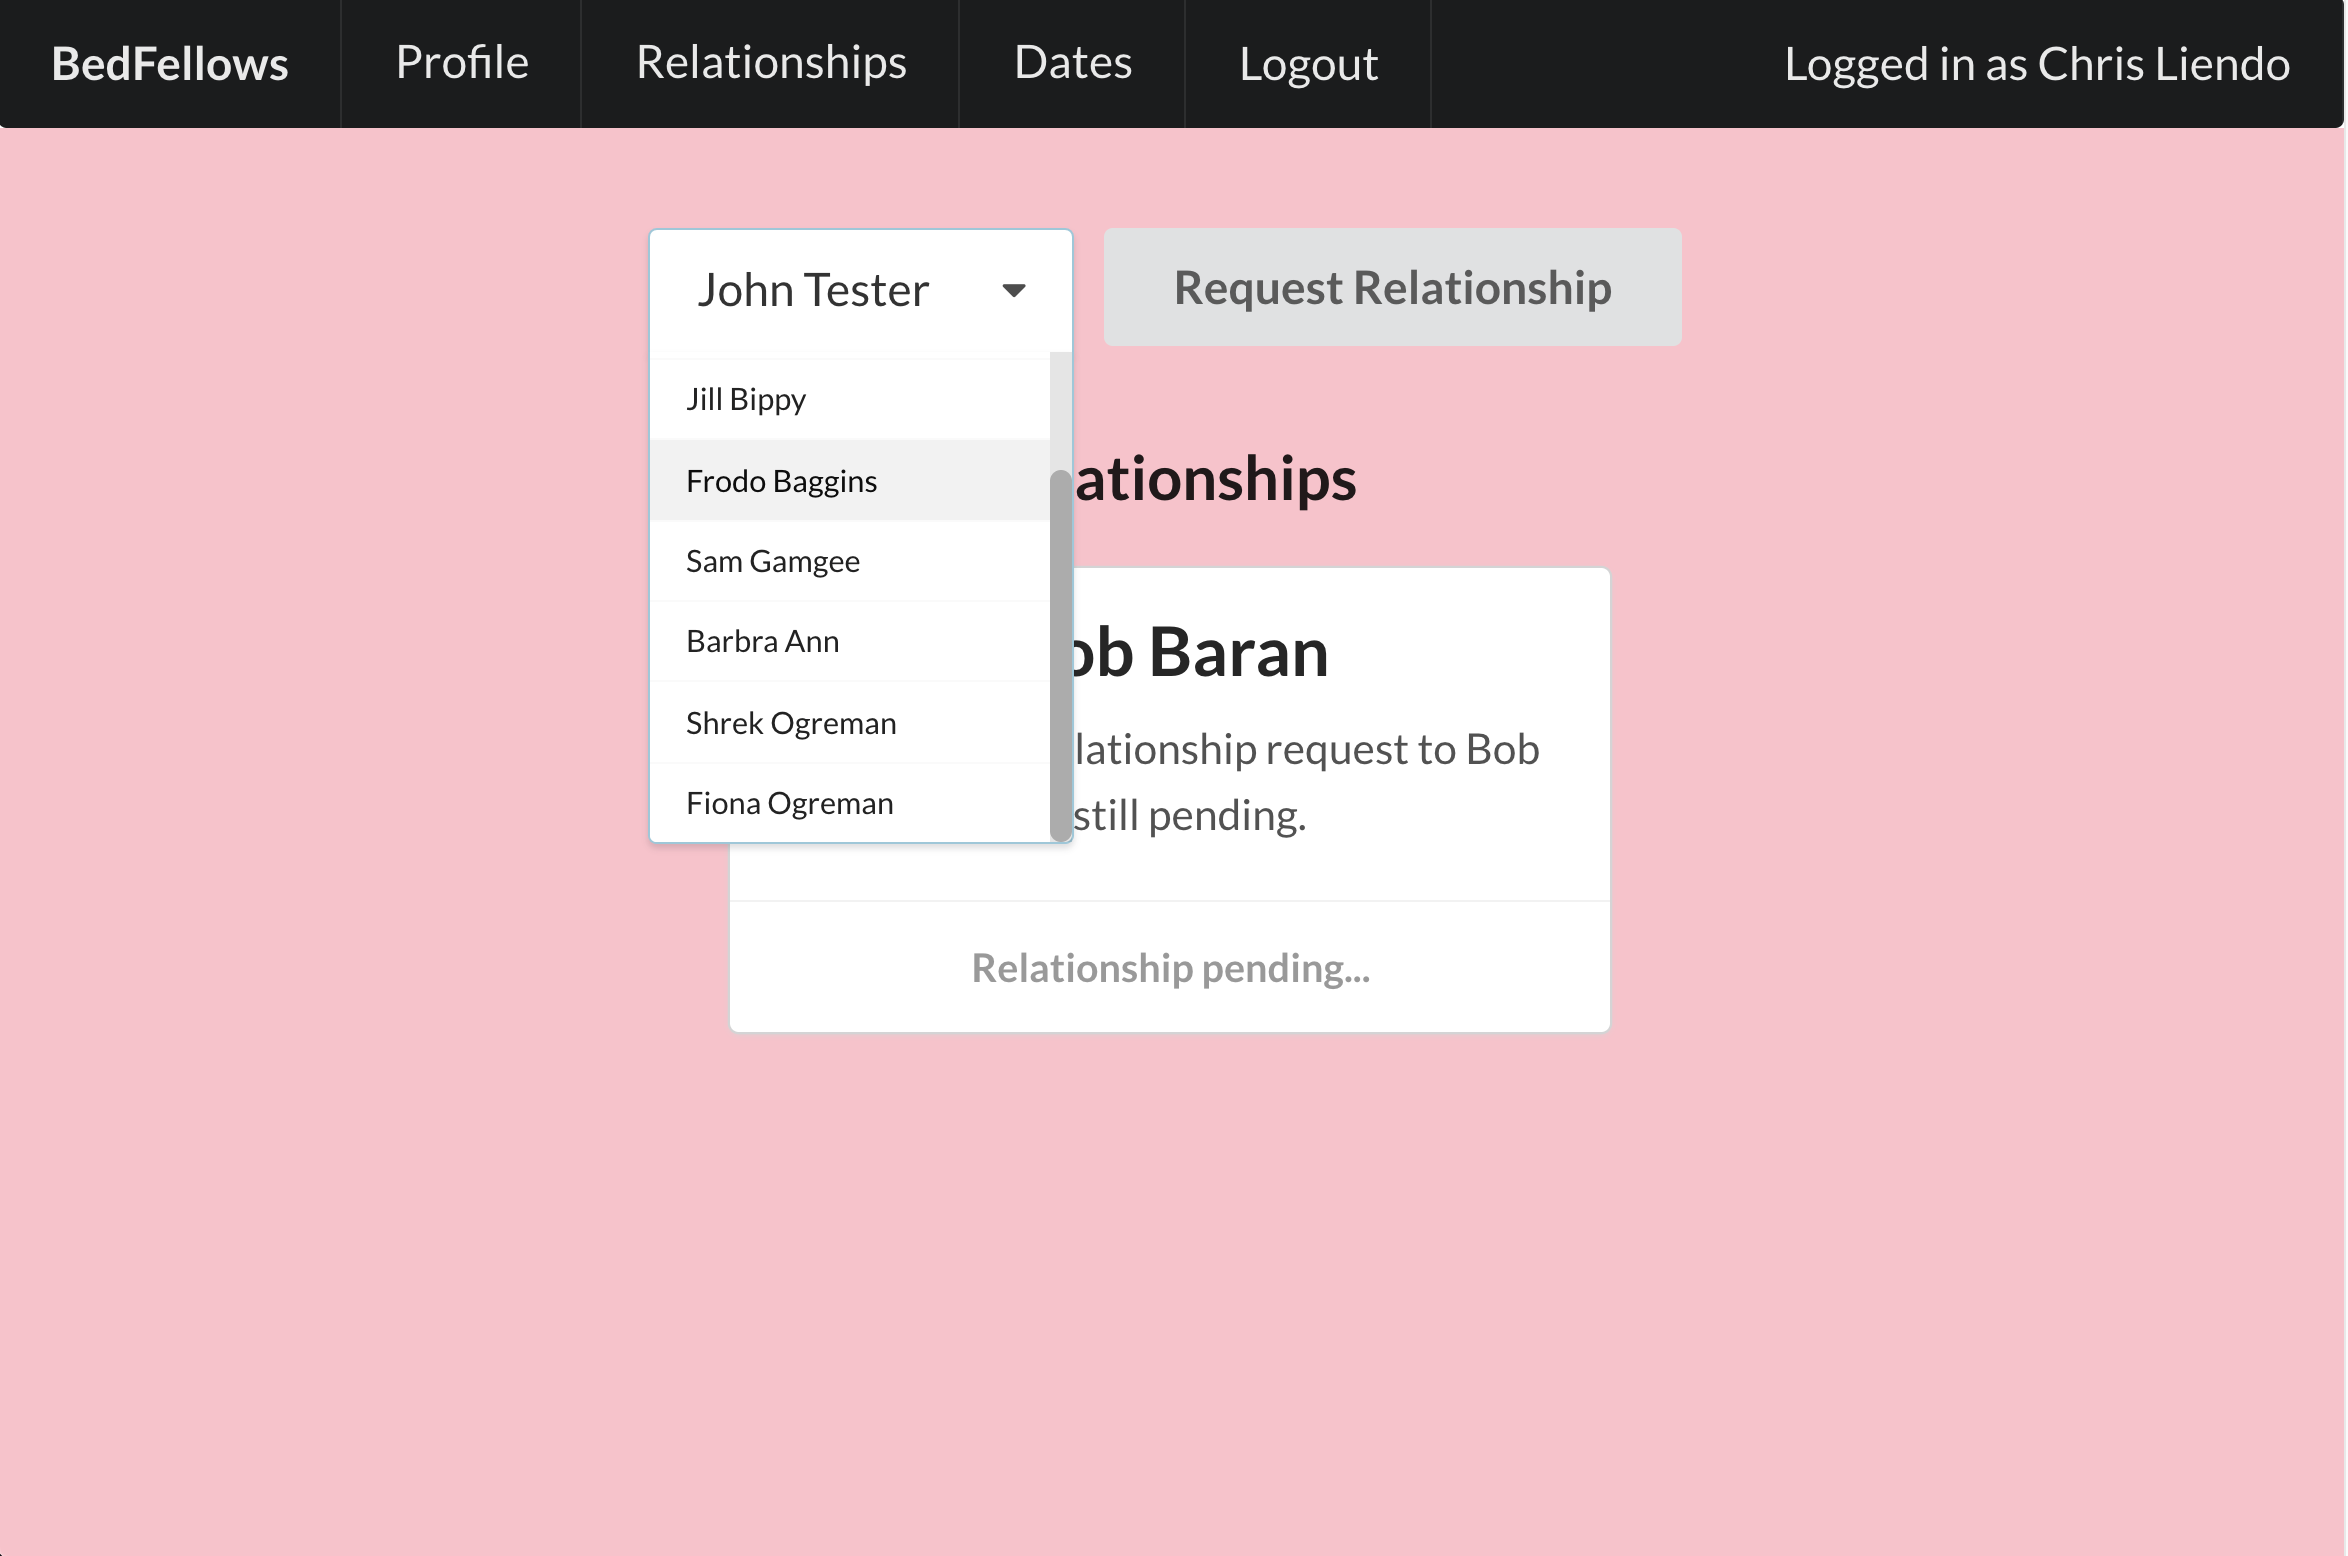 BedFellows Profile Relationships Dates Logout Logged in as Chris Liendo
John Tester Request Relationship
Jill Bippy
Frodo Baggins
Sam Gamgee
Barbra Ann
Shrek Ogreman
Fiona Ogreman
ationships
ob Baran
lationship request to Bob
still pending.
Relationship pending...